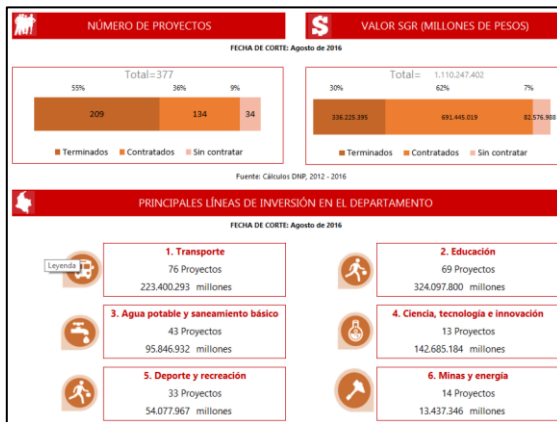 NÚMERO DE PROYECTOS
VALOR SGR (MILLONES DE PESOS)
FECHA DE CORTE: Agosto de 2016
Total=377
55% 36% 9%
209 134 34
Terminados Contratados Sin contratar
Total= 1.110.247.402
30% 62% 7%
336.225.395 691.445.019 82.576.988
Terminados Contratados Sin contratar
Fuente: Cálculos DNP, 2012 - 2016
PRINCIPALES LÍNEAS DE INVERSIÓN EN EL DEPARTAMENTO
FECHA DE CORTE: Agosto de 2016
Leyenda
1. Transporte
76 Proyectos
223.400.293 millones
2. Educación
69 Proyectos
324.097.800 millones
3. Agua potable y saneamiento básico
43 Proyectos
95.846.932 millones
4. Ciencia, tecnología e innovación
13 Proyectos
142.685.184 millones
5. Deporte y recreación
33 Proyectos
54.077.967 millones
6. Minas y energía
14 Proyectos
13.437.346 millones